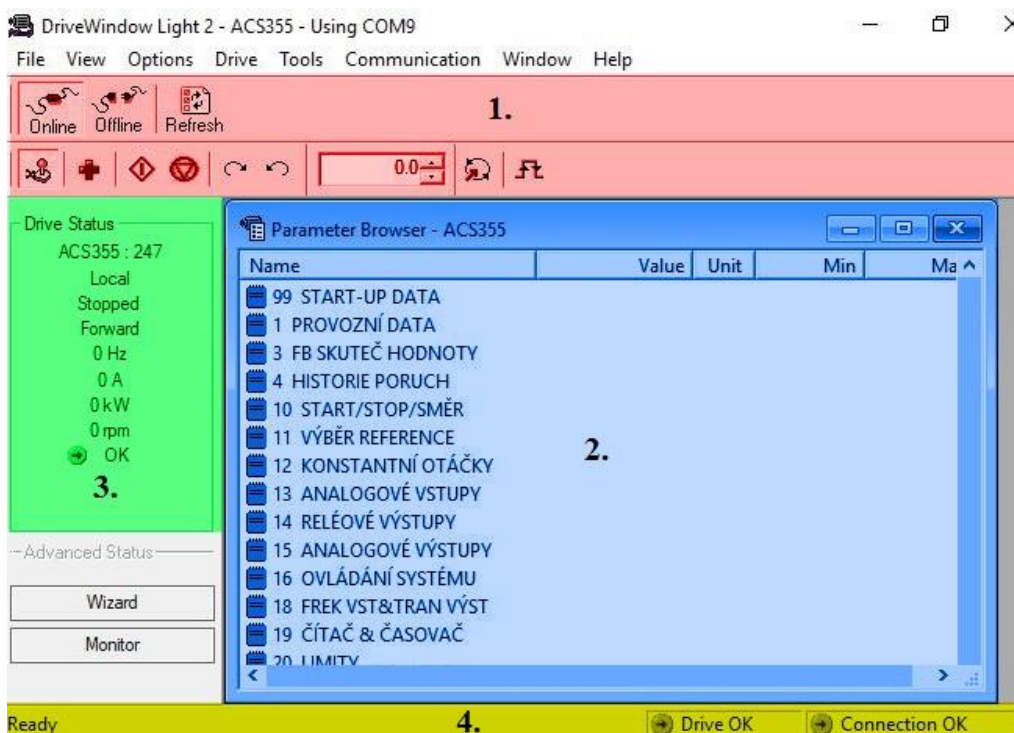 DriveWindow Light 2 - ACS355 - Using COM9
File View Options Drive Tools Communication Window Help
Online Offline Refresh
1.
0.0
Drive Status
ACS355 : 247
Local
Stopped
Forward
0 Hz
0 A
0 kW
0 rpm
OK
3.
Advanced Status
Wizard
Monitor
Parameter Browser - ACS355
Name Value Unit Min Ma
99 START-UP DATA
1 PROVOZNÍ DATA
3 FB SKUTEČ HODNOTY
4 HISTORIE PORUCH
10 START/STOP/SMĚR
11 VÝBĚR REFERENCE
12 KONSTANTNÍ OTÁČKY
13 ANALOGOVÉ VSTUPY
14 RELÉOVÉ VÝSTUPY
15 ANALOGOVÉ VÝSTUPY
16 OVLÁDÁNÍ SYSTÉMU
18 FREK VST&TRAN VÝST
19 ČÍTAČ & ČASOVAČ
20 LIMITY
2.
Ready
4.
Drive OK
Connection OK